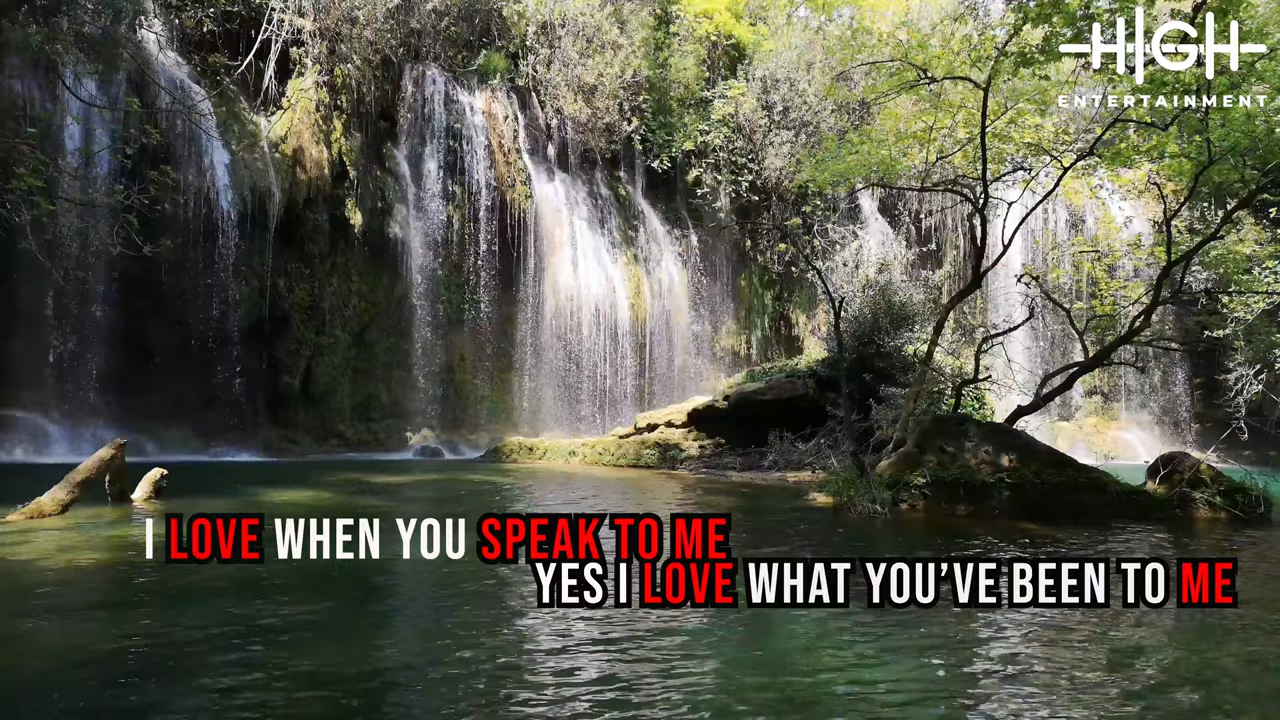 HIGH
ENTERTAINMENT
I LOVE WHEN YOU SPEAK TO ME
YES I LOVE WHAT YOU'VE BEEN TO ME